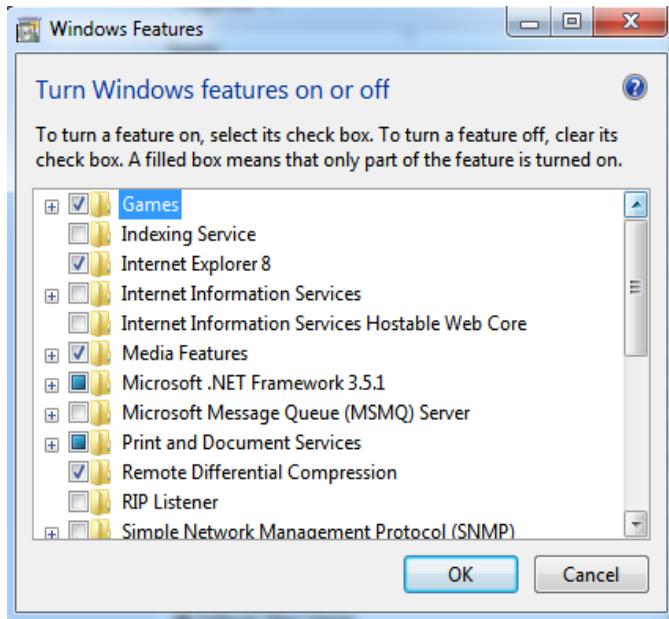 Windows Features
Turn Windows features on or off
To turn a feature on, select its check box. To turn a feature off, clear its
check box. A filled box means that only part of the feature is turned on.
Games
Indexing Service
Internet Explorer 8
Internet Information Services
Internet Information Services Hostable Web Core
Media Features
Microsoft .NET Framework 3.5.1
Microsoft Message Queue (MSMQ) Server
Print and Document Services
Remote Differential Compression
RIP Listener
Simple Network Management Protocol (SNMP)
OK
Cancel